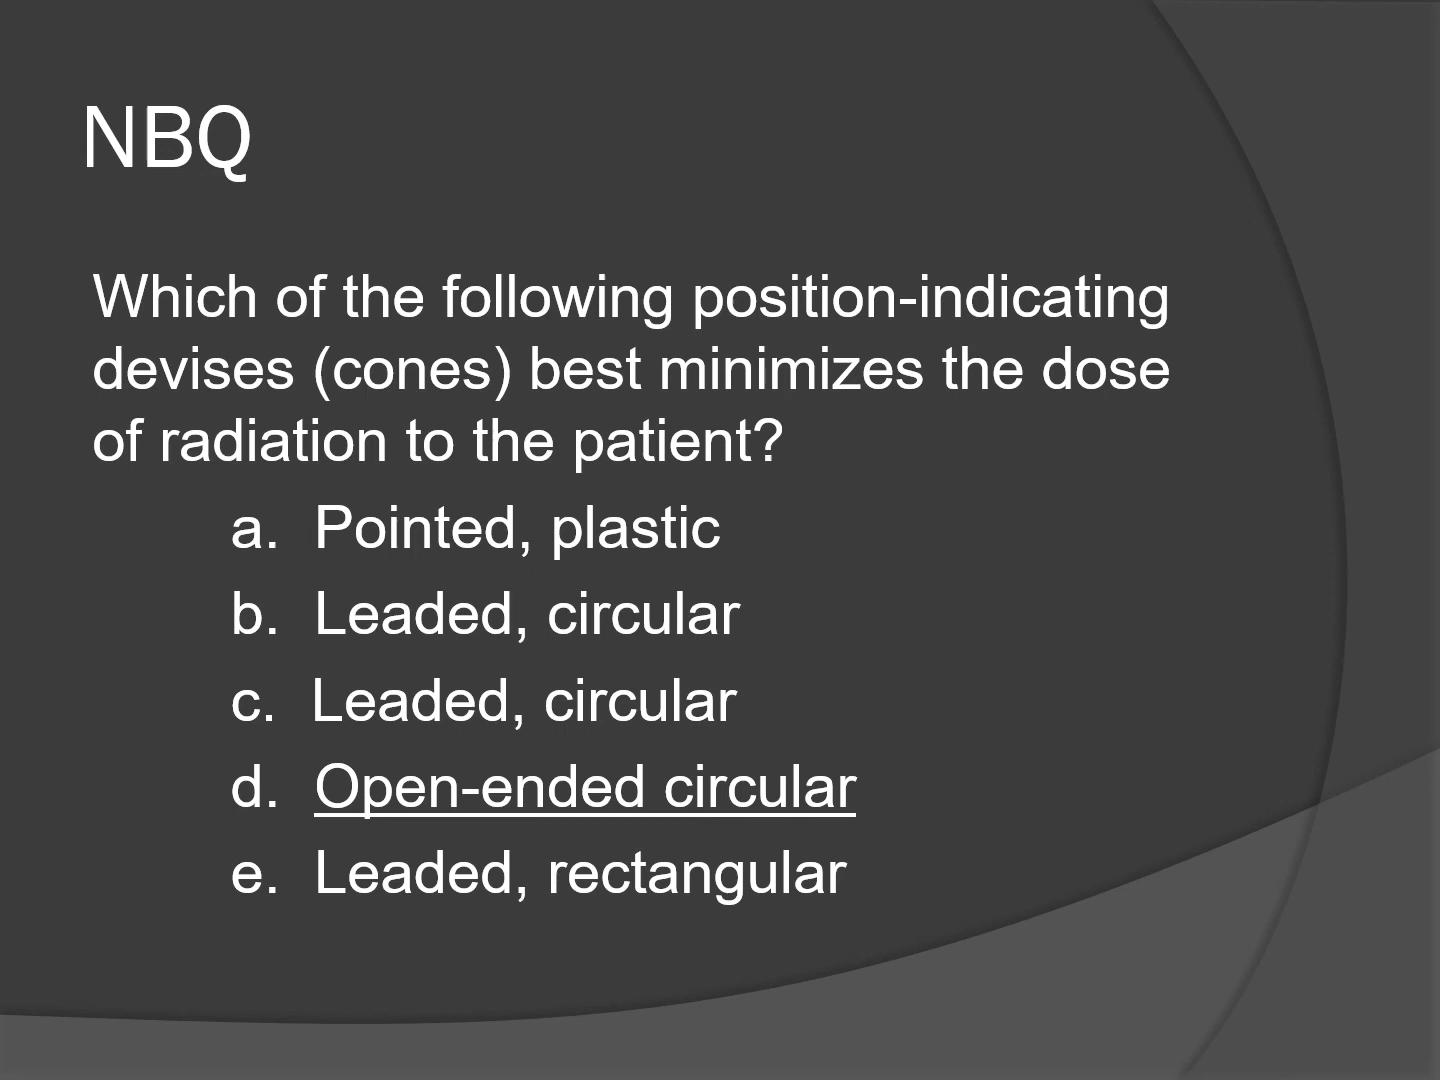 NBQ
Which of the following position-indicating
devises (cones) best minimizes the dose
of radiation to the patient?
a. Pointed, plastic
b. Leaded, circular
c. Leaded, circular
d. Open-ended circular
e. Leaded, rectangular